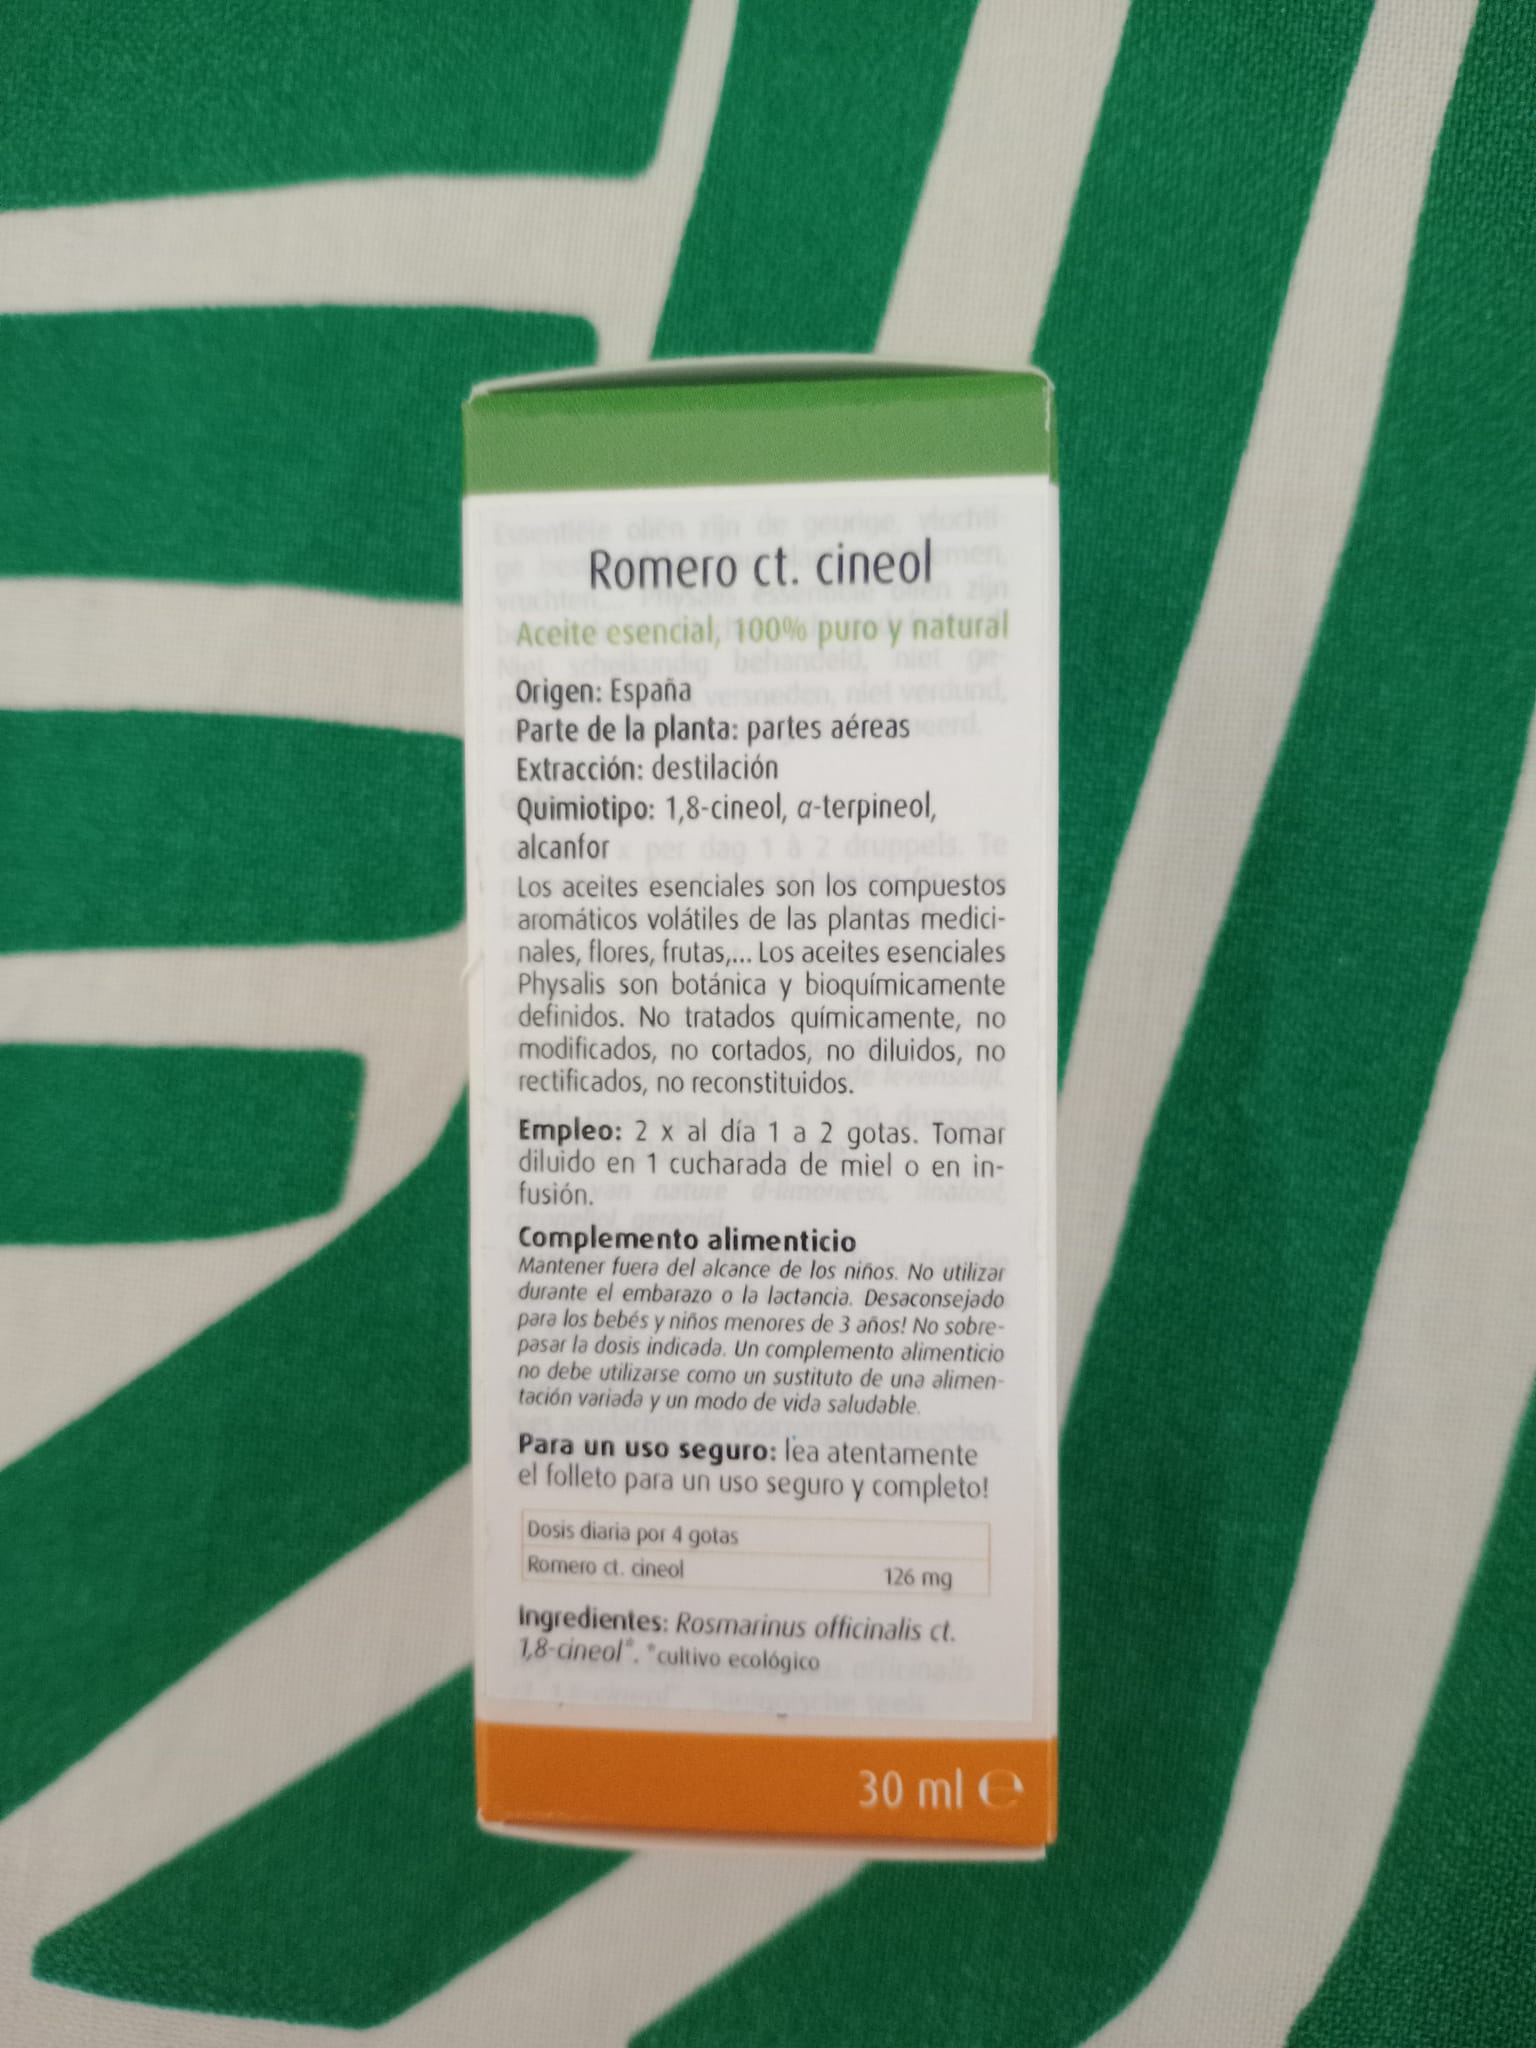 Romero ct. cineol
Aceite esencial, 100% puro y natural
Origen: España
Parte de la planta: partes aéreas
Extracción: destilación
Quimiotipo: 1,8-cineol, α-terpineol,
alcanfor
Los aceites esenciales son los compuestos
aromáticos volátiles de las plantas medici-
nales, flores, frutas,... Los aceites esenciales
Physalis son botánica y bioquímicamente
definidos. No tratados químicamente, no
modificados, no cortados, no diluidos, no
rectificados, no reconstituidos.
Empleo: 2 x al día 1 a 2 gotas. Tomar
diluido en 1 cucharada de miel o en in-
fusión.
Complemento alimenticio
Mantener fuera del alcance de los niños. No utilizar
durante el embarazo o la lactancia. Desaconsejado
para los bebés y niños menores de 3 años! No sobre-
pasar la dosis indicada. Un complemento alimenticio
no debe utilizarse como un sustituto de una alimen-
tación variada y un modo de vida saludable.
Para un uso seguro: lea atentamente
el folleto para un uso seguro y completo!
Dosis diaria por 4 gotas
Romero ct. cineol 126 mg
Ingredientes: Rosmarinus officinalis ct.
1,8-cineol*. *cultivo ecológico
30 ml ℮